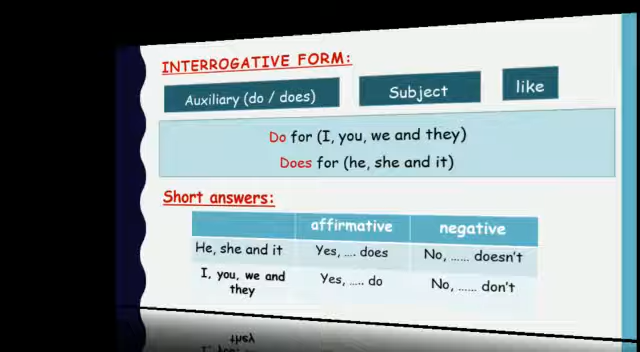 INTERROGATIVE FORM:
Auxiliary (do / does) Subject like
Do for (I, you, we and they)
Does for (he, she and it)
Short answers:
affirmative negative
He, she and it Yes, .... does No, ...... doesn't
I, you, we and they Yes, ..... do No, ...... don't